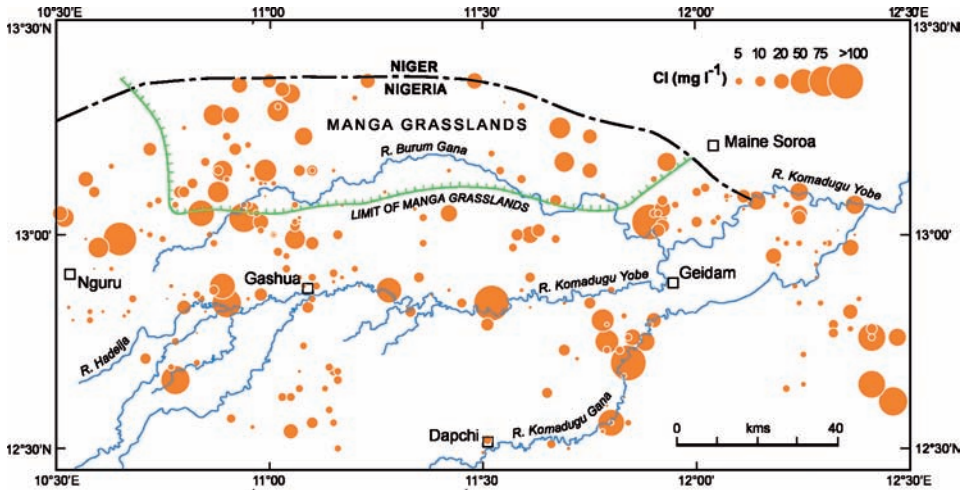 10°30' 11°00' 11°30' 12°00' 12°30'E
13°30'N 13°30'N
5 10 20 50 75 >100
Cl (mg l⁻¹)
NIGER
NIGERIA
MANGA GRASSLANDS
Maine Soroa
R. Burum Gana
R. Komadugu Yobe
LIMIT OF MANGA GRASSLANDS
13°00' 13°00'
Nguru
Gashua
R. Komadugu Yobe
Geidam
R. Hadeija
R. Komadugu Gana
Dapchi
0 kms 40
12°30' 12°30'N
10°30' 11°00' 11°30' 12°00' 12°30'E